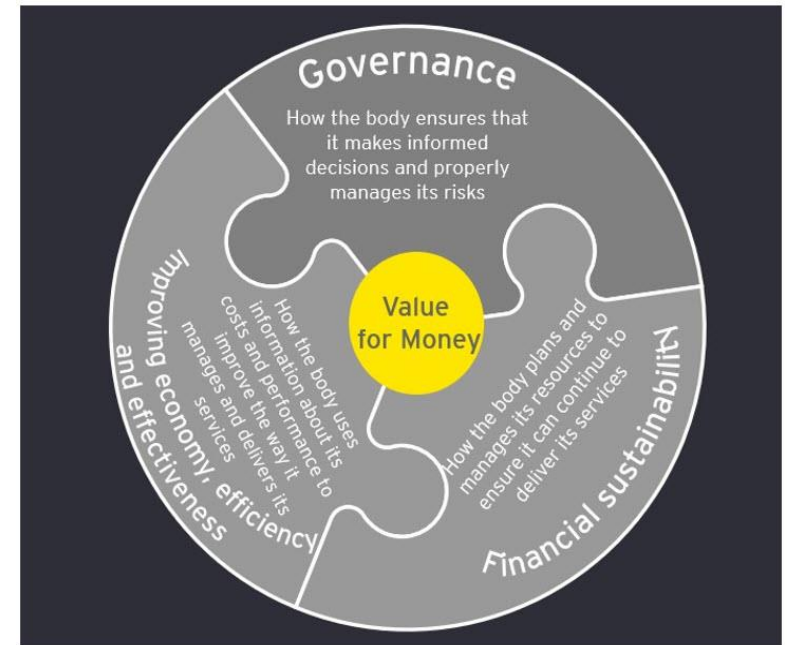 Governance
How the body ensures that
it makes informed
decisions and properly
manages its risks
Value
for Money
Improving economy, efficiency
and effectiveness
How the body uses
information about its
costs and performance to
improve the way it
manages and delivers its
services
How the body plans and
manages its resources to
ensure it can continue to
deliver its services
Financial sustainability